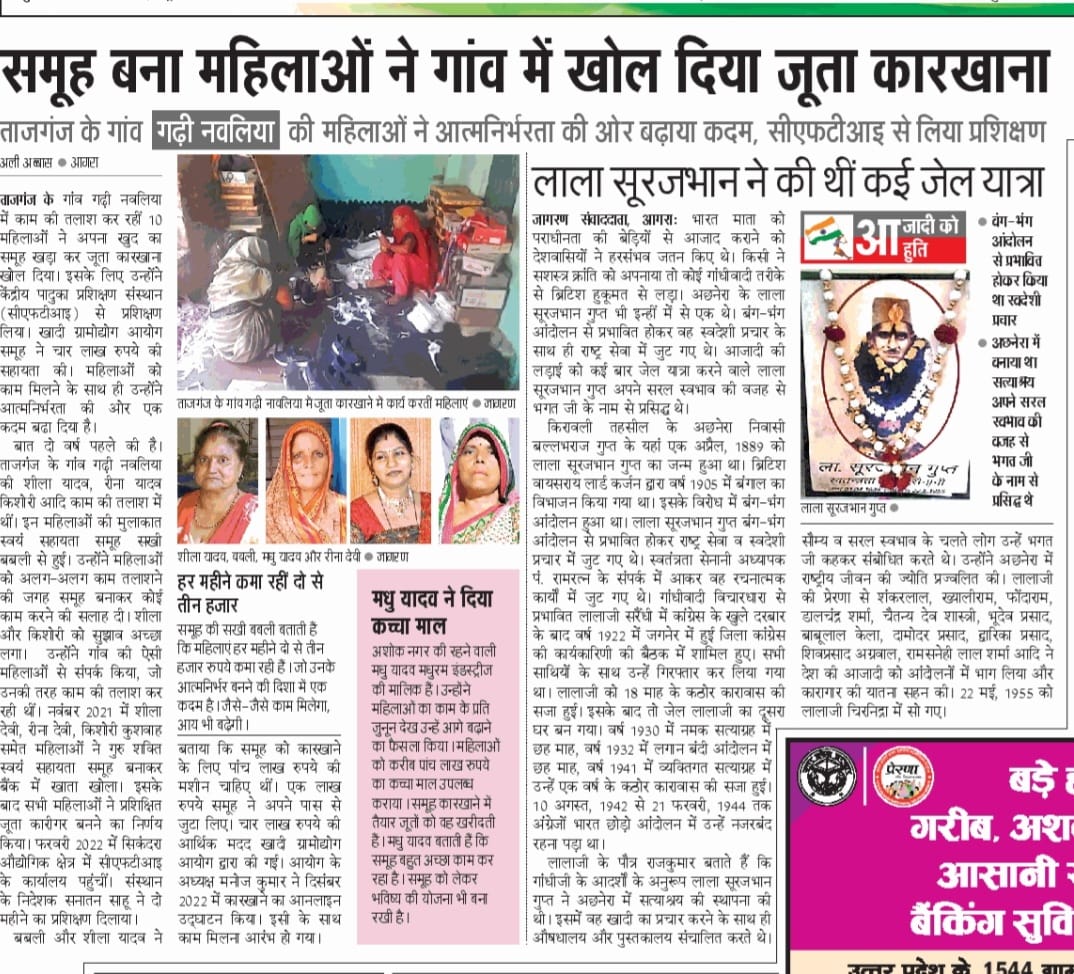 समूह बना महिलाओं ने गांव में खोल दिया जूता कारखाना
ताजगंज के गांव गढ़ी नवलिया की महिलाओं ने आत्मनिर्भरता की ओर बढ़ाया कदम, सीएफटीआइ से लिया प्रशिक्षण
अली अब्बास ● आगरा
ताजगंज के गांव गढ़ी नवलिया
में काम की तलाश कर रहीं 10
महिलाओं ने अपना खुद का
समूह खड़ा कर जूता कारखाना
खोल दिया। इसके लिए उन्होंने
केंद्रीय पादुका प्रशिक्षण संस्थान
(सीएफटीआइ) से प्रशिक्षण
लिया। खादी ग्रामोद्योग आयोग
समूह ने चार लाख रुपये की
सहायता की। महिलाओं को
काम मिलने के साथ ही उन्होंने
आत्मनिर्भरता की ओर एक
कदम बढा दिया है।
बात दो वर्ष पहले की है।
ताजगंज के गांव गढ़ी नवलिया
की शीला यादव, रीना यादव
किशोरी आदि काम की तलाश में
थीं। इन महिलाओं की मुलाकात
स्वयं सहायता समूह सखी
बबली से हुई। उन्होंने महिलाओं
को अलग-अलग काम तलाशने
की जगह समूह बनाकर कोई
काम करने की सलाह दी। शीला
और किशोरी को सुझाव अच्छा
लगा। उन्होंने गांव की ऐसी
महिलाओं से संपर्क किया, जो
उनकी तरह काम की तलाश कर
रही थीं। नवंबर 2021 में शीला
देवी, रीना देवी, किशोरी कुशवाह
समेत महिलाओं ने गुरु शक्ति
स्वयं सहायता समूह बनाकर
बैंक में खाता खोला। इसके
बाद सभी महिलाओं ने प्रशिक्षित
जूता कारीगर बनने का निर्णय
किया। फरवरी 2022 में सिकंदरा
औद्योगिक क्षेत्र में सीएफटीआइ
के कार्यालय पहुंचीं। संस्थान
के निदेशक सनातन साहू ने दो
महीने का प्रशिक्षण दिलाया।
बबली और शीला यादव ने
ताजगंज के गांव गढ़ी नावलिया में जूता कारखाने में कार्य करतीं महिलाएं ● जागरण
शीला यादव, बबली, मधु यादव और रीना देवी ● जागरण
हर महीने कमा रहीं दो से
तीन हजार
समूह की सखी बबली बताती हैं
कि महिलाएं हर महीने दो से तीन
हजार रुपये कमा रही हैं। जो उनके
आत्मनिर्भर बनने की दिशा में एक
कदम है। जैसे-जैसे काम मिलेगा,
आय भी बढ़ेगी।
बताया कि समूह को कारखाने
के लिए पांच लाख रुपये की
मशीन चाहिए थीं। एक लाख
रुपये समूह ने अपने पास से
जुटा लिए। चार लाख रुपये की
आर्थिक मदद खादी ग्रामोद्योग
आयोग द्वारा की गई। आयोग के
अध्यक्ष मनोज कुमार ने दिसंबर
2022 में कारखाने का आनलाइन
उद्घाटन किया। इसी के साथ
काम मिलना आरंभ हो गया।
मधु यादव ने दिया
कच्चा माल
अशोक नगर की रहने वाली
मधु यादव मधुरम इंडस्ट्रीज
की मालिक हैं। उन्होंने
महिलाओं का काम के प्रति
जुनून देख उन्हें आगे बढ़ाने
का फैसला किया। महिलाओं
को करीब पांच लाख रुपये
का कच्चा माल उपलब्ध
कराया। समूह कारखाने में
तैयार जूतों को वह खरीदती
हैं। मधु यादव बताती हैं कि
समूह बहुत अच्छा काम कर
रहा है। समूह को लेकर
भविष्य की योजना भी बना
रखी है।
लाला सूरजभान ने की थीं कई जेल यात्रा
जागरण संवाददाता, आगराः भारत माता को
पराधीनता की बेड़ियों से आजाद कराने को
देशवासियों ने हरसंभव जतन किए थे। किसी ने
सशस्त्र क्रांति को अपनाया तो कोई गांधीवादी तरीके
से ब्रिटिश हुकूमत से लड़ा। अछनेरा के लाला
सूरजभान गुप्त भी इन्हीं में से एक थे। बंग-भंग
आंदोलन से प्रभावित होकर वह स्वदेशी प्रचार के
साथ ही राष्ट्र सेवा में जुट गए थे। आजादी की
लड़ाई को कई बार जेल यात्रा करने वाले लाला
सूरजभान गुप्त अपने सरल स्वभाव की वजह से
भगत जी के नाम से प्रसिद्ध थे।
किरावली तहसील के अछनेरा निवासी
बल्लभराज गुप्त के यहां एक अप्रैल, 1889 को
लाला सूरजभान गुप्त का जन्म हुआ था। ब्रिटिश
वायसराय लार्ड कर्जन द्वारा वर्ष 1905 में बंगाल का
विभाजन किया गया था। इसके विरोध में बंग-भंग
आंदोलन हुआ था। लाला सूरजभान गुप्त बंग-भंग
आंदोलन से प्रभावित होकर राष्ट्र सेवा व स्वदेशी
प्रचार में जुट गए थे। स्वतंत्रता सेनानी अध्यापक
पं. रामरत्न के संपर्क में आकर वह रचनात्मक
कार्यों में जुट गए थे। गांधीवादी विचारधारा से
प्रभावित लालाजी सरेंधी में कांग्रेस के खुले दरबार
के बाद वर्ष 1922 में जगनेर में हुई जिला कांग्रेस
की कार्यकारिणी की बैठक में शामिल हुए। सभी
साथियों के साथ उन्हें गिरफ्तार कर लिया गया
था। लालाजी को 18 माह के कठोर कारावास की
सजा हुई। इसके बाद तो जेल लालाजी का दूसरा
घर बन गया। वर्ष 1930 में नमक सत्याग्रह में
छह माह, वर्ष 1932 में लगान बंदी आंदोलन में
छह माह, वर्ष 1941 में व्यक्तिगत सत्याग्रह में
उन्हें एक वर्ष के कारावास की सजा हुई।
10 अगस्त, 1942 से 21 फरवरी, 1944 तक
अंग्रेजों भारत छोड़ो आंदोलन में उन्हें नजरबंद
रहना पड़ा था।
लालाजी के पौत्र राजकुमार बताते हैं कि
गांधीजी के आदर्शों के अनुरूप लाला सूरजभान
गुप्त ने अछनेरा में सत्याश्रय की स्थापना की
थी। इसमें वह खादी का प्रचार करने के साथ ही
औषधालय और पुस्तकालय संचालित करते थे।
आजादी को
हुति
ला. सूरजभान गुप्त
लाला सूरजभान गुप्त ●
● बंग-भंग
आंदोलन
से प्रभावित
होकर किया
था स्वदेशी
प्रचार
● अछनेरा में
बनाया था
सत्याश्रय
अपने सरल
स्वभाव की
वजह से
भगत जी
के नाम से
प्रसिद्ध थे
सौम्य व सरल स्वभाव के चलते लोग उन्हें भगत
जी कहकर संबोधित करते थे। उन्होंने अछनेरा में
राष्ट्रीय जीवन की ज्योति प्रज्वलित की। लालाजी
की प्रेरणा से शंकरलाल, ख्यालीराम, फोंदाराम,
डालचंद्र शर्मा, चैतन्य देव शास्त्री, भूदेव प्रसाद,
बाबूलाल केला, दामोदर प्रसाद, द्वारिका प्रसाद,
शिवप्रसाद अग्रवाल, रामसनेही लाल शर्मा आदि ने
देश की आजादी को आंदोलनों में भाग लिया और
कारागार की यातना सहन की। 22 मई, 1955 को
लालाजी चिरनिद्रा में सो गए।
प्रेरणा
बड़े
गरीब, अश
आसानी
बैंकिंग सुवि
उत्तर प्रदेश के 1544